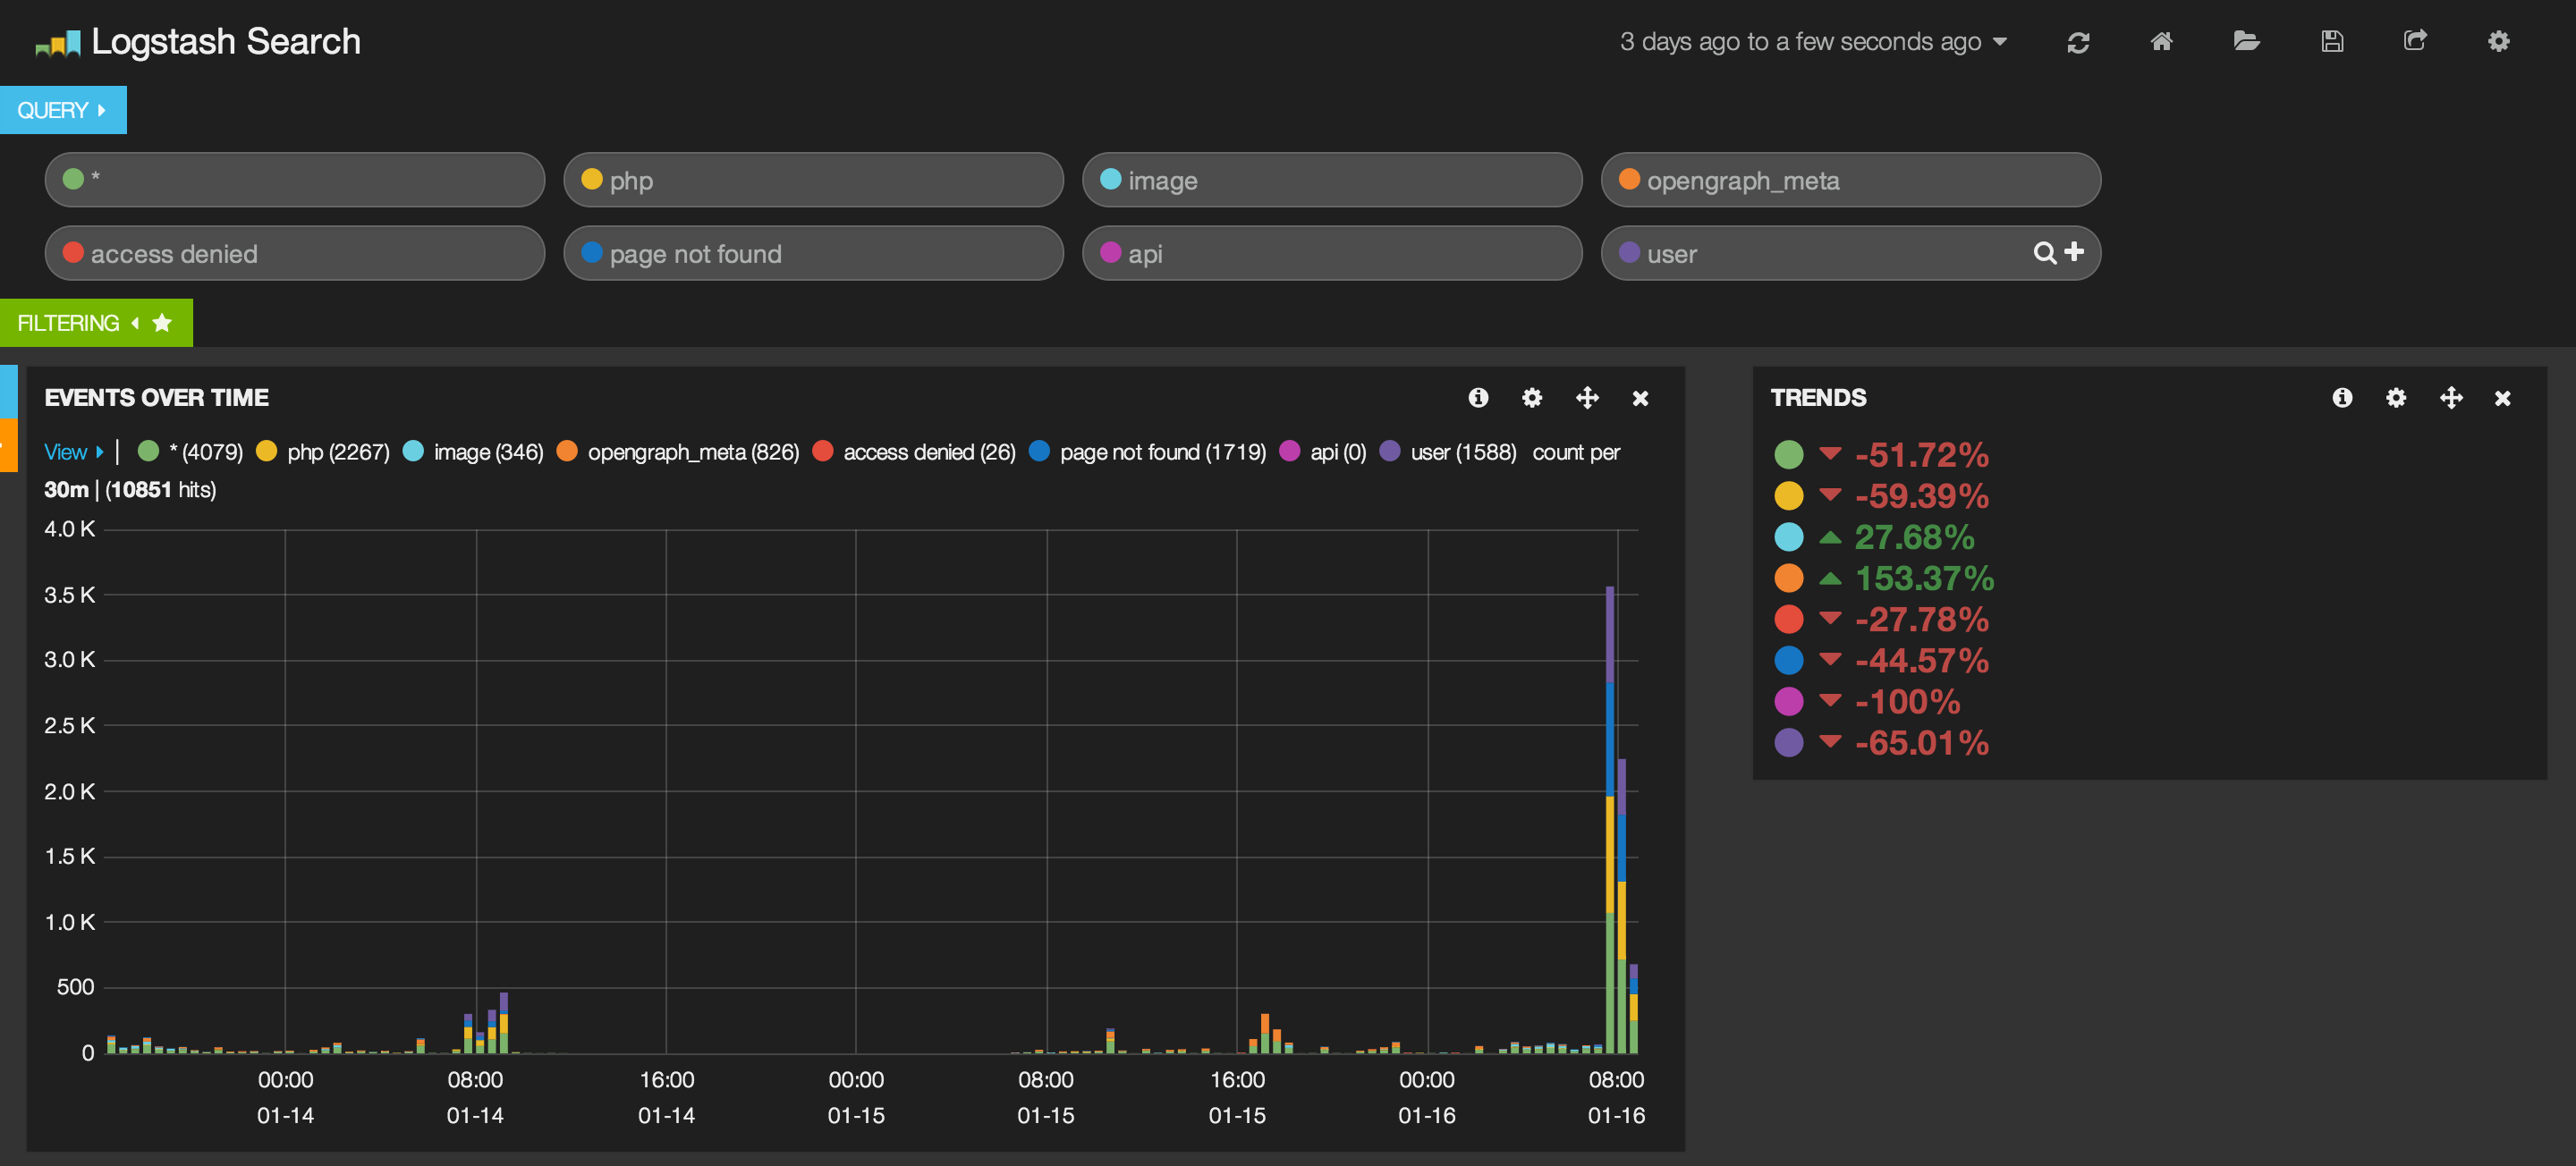 Logstash Search
3 days ago to a few seconds ago
QUERY
*
php
image
opengraph_meta
access denied
page not found
api
user
FILTERING
EVENTS OVER TIME
View | * (4079) php (2267) image (346) opengraph_meta (826) access denied (26) page not found (1719) api (0) user (1588) count per
30m | (10851 hits)
4.0 K
3.5 K
3.0 K
2.5 K
2.0 K
1.5 K
1.0 K
500
0
00:00 08:00 16:00 00:00 08:00 16:00 00:00 08:00
01-14 01-14 01-14 01-15 01-15 01-15 01-16 01-16
TRENDS
-51.72%
-59.39%
27.68%
153.37%
-27.78%
-44.57%
-100%
-65.01%